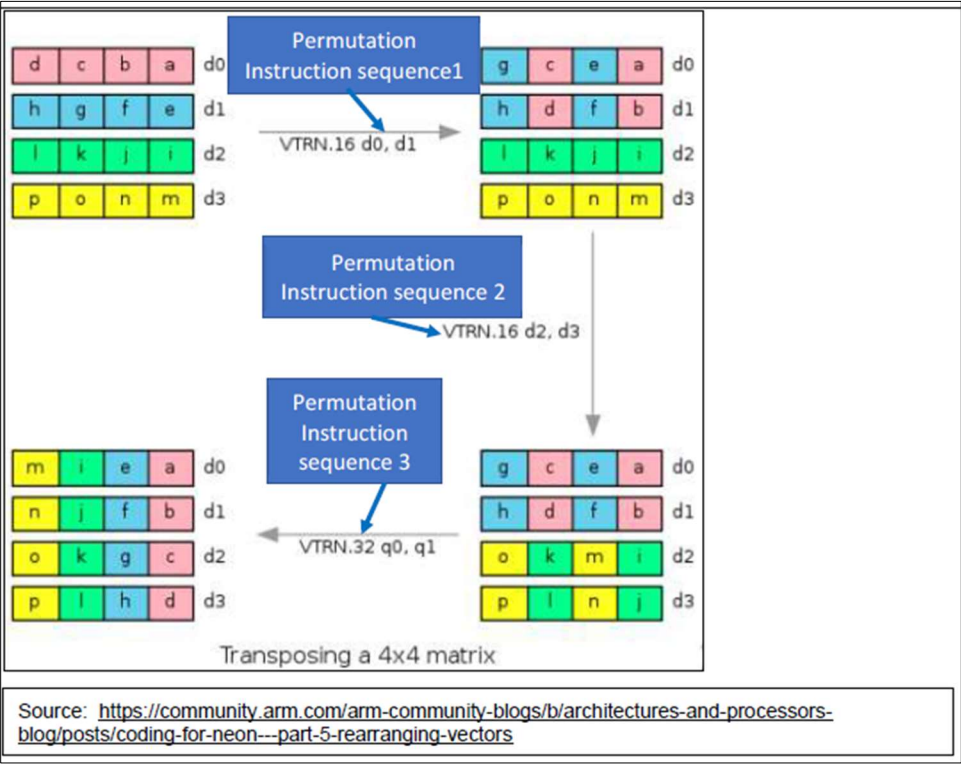 Permutation
Instruction sequence1
d c b a d0
h g f e d1
l k j i d2
p o n m d3
VTRN.16 d0, d1
g c e a d0
h d f b d1
l k j i d2
p o n m d3
Permutation
Instruction sequence 2
VTRN.16 d2, d3
Permutation
Instruction
sequence 3
m i e a d0
n j f b d1
o k g c d2
p l h d d3
VTRN.32 q0, q1
g c e a d0
h d f b d1
o k m i d2
p l n j d3
Transposing a 4x4 matrix
Source: https://community.arm.com/arm-community-blogs/b/architectures-and-processors-
blog/posts/coding-for-neon---part-5-rearranging-vectors